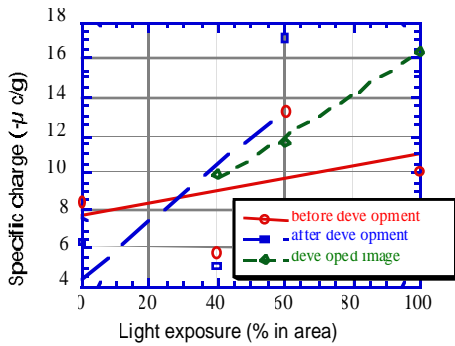 18
16
14
12
10
8
6
4
Specific charge (-μ c/g)
0 20 40 60 80 100
Light exposure (% in area)
before deve opment
after deve opment
deve oped image